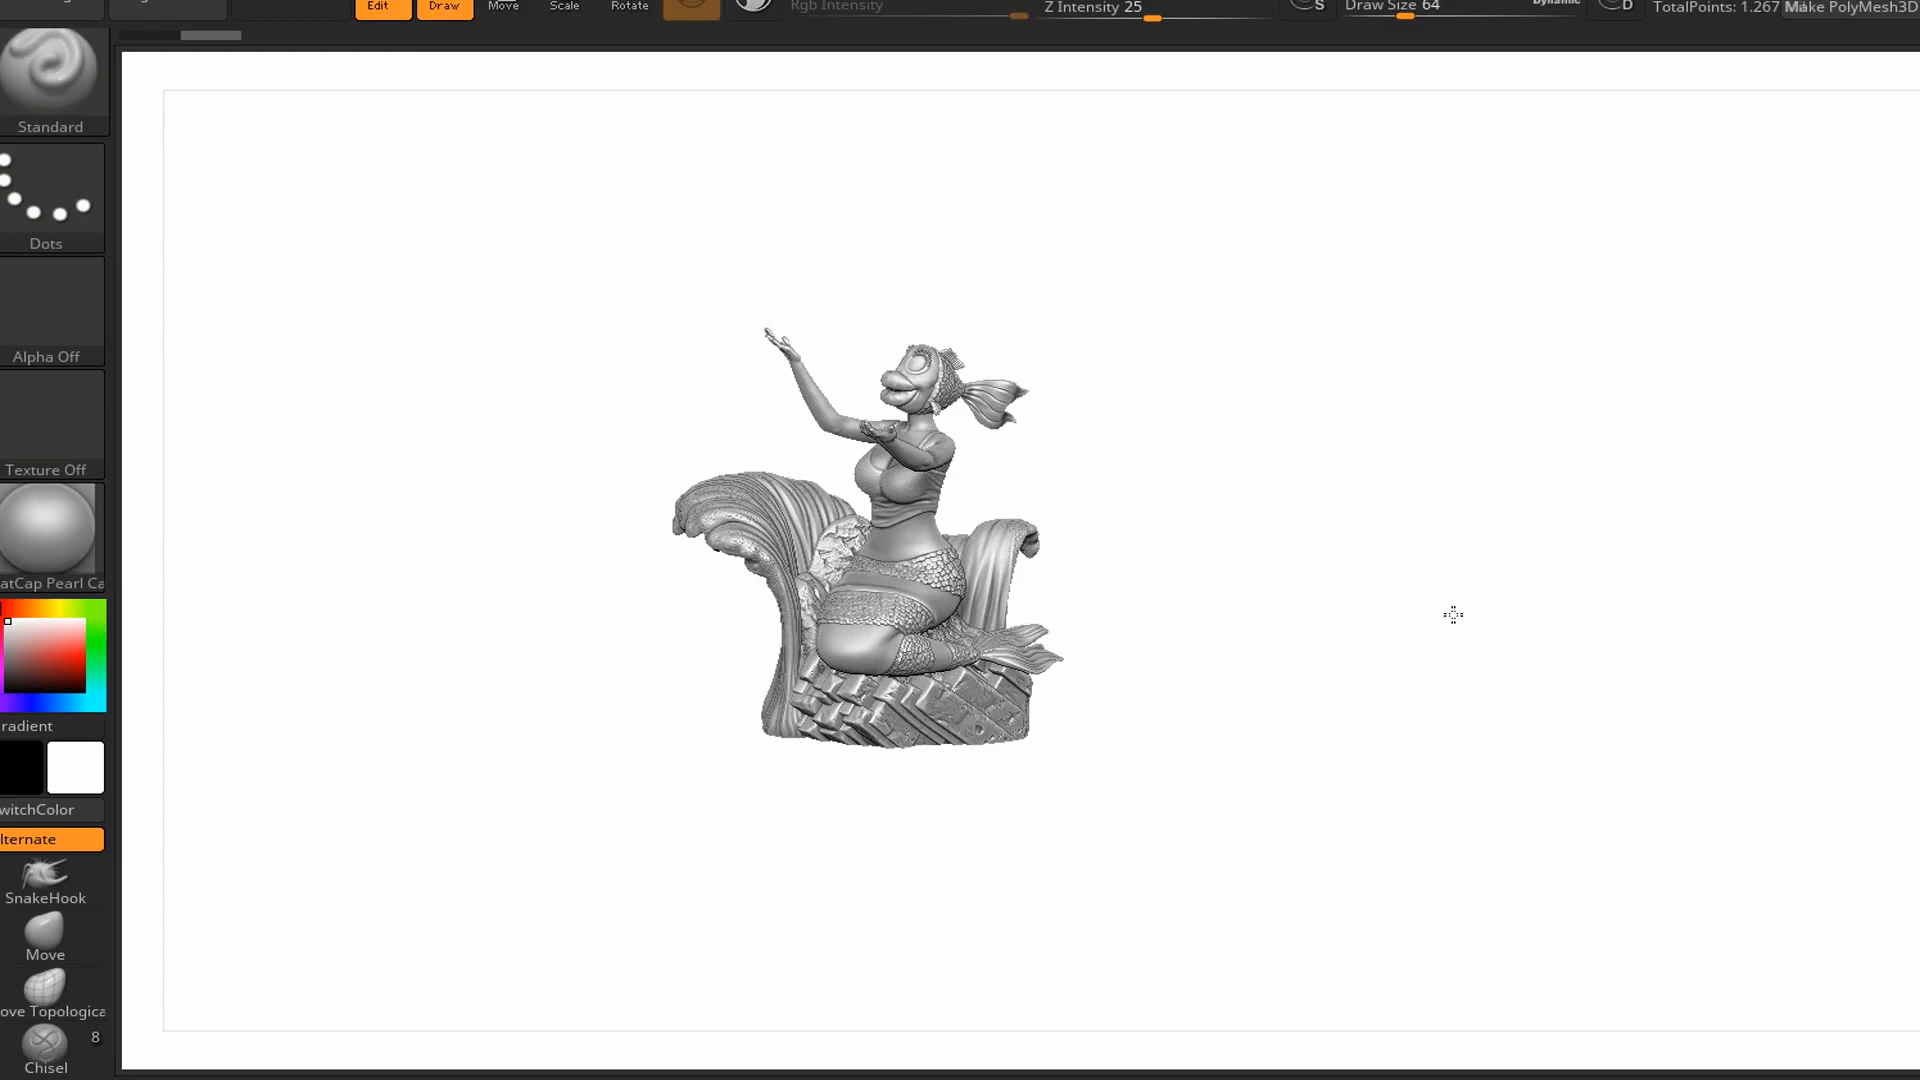 Edit Draw Move Scale Rotate Rgb Intensity Z Intensity 25 Draw Size 64 Dynamic TotalPoints: 1.267 Make PolyMesh3D
S
D
Standard
Dots
Alpha Off
Texture Off
atCap Pearl Ca
radient
witchColor
lternate
SnakeHook
Move
ove Topologica
8
Chisel